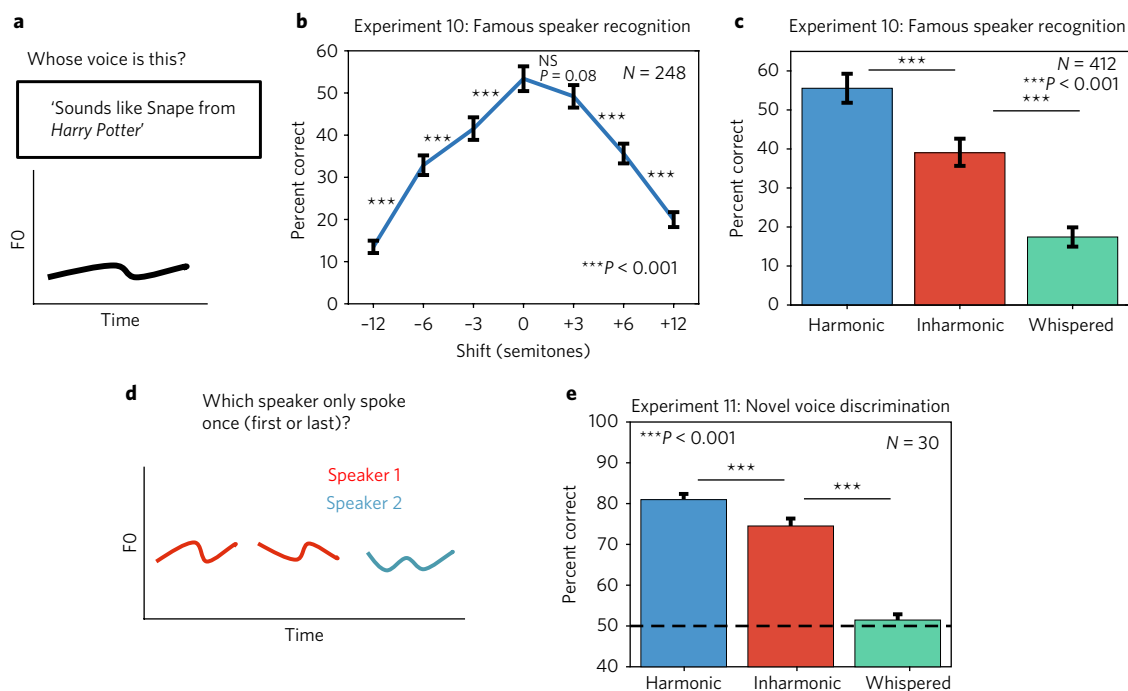 a
Whose voice is this?
‘Sounds like Snape from
Harry Potter’
F0
Time
b
Experiment 10: Famous speaker recognition
60
50
40
30
20
10
0
Percent correct
***
***
***
NS
P = 0.08
***
***
N = 248
***P < 0.001
–12
–6
–3
0
+3
+6
+12
Shift (semitones)
c
Experiment 10: Famous speaker recognition
60
50
40
30
20
10
0
Percent correct
***
N = 412
***P < 0.001
***
Harmonic
Inharmonic
Whispered
d
Which speaker only spoke
once (first or last)?
Speaker 1
Speaker 2
F0
Time
e
Experiment 11: Novel voice discrimination
100
90
80
70
60
50
40
Percent correct
***P < 0.001
N = 30
***
***
Harmonic
Inharmonic
Whispered